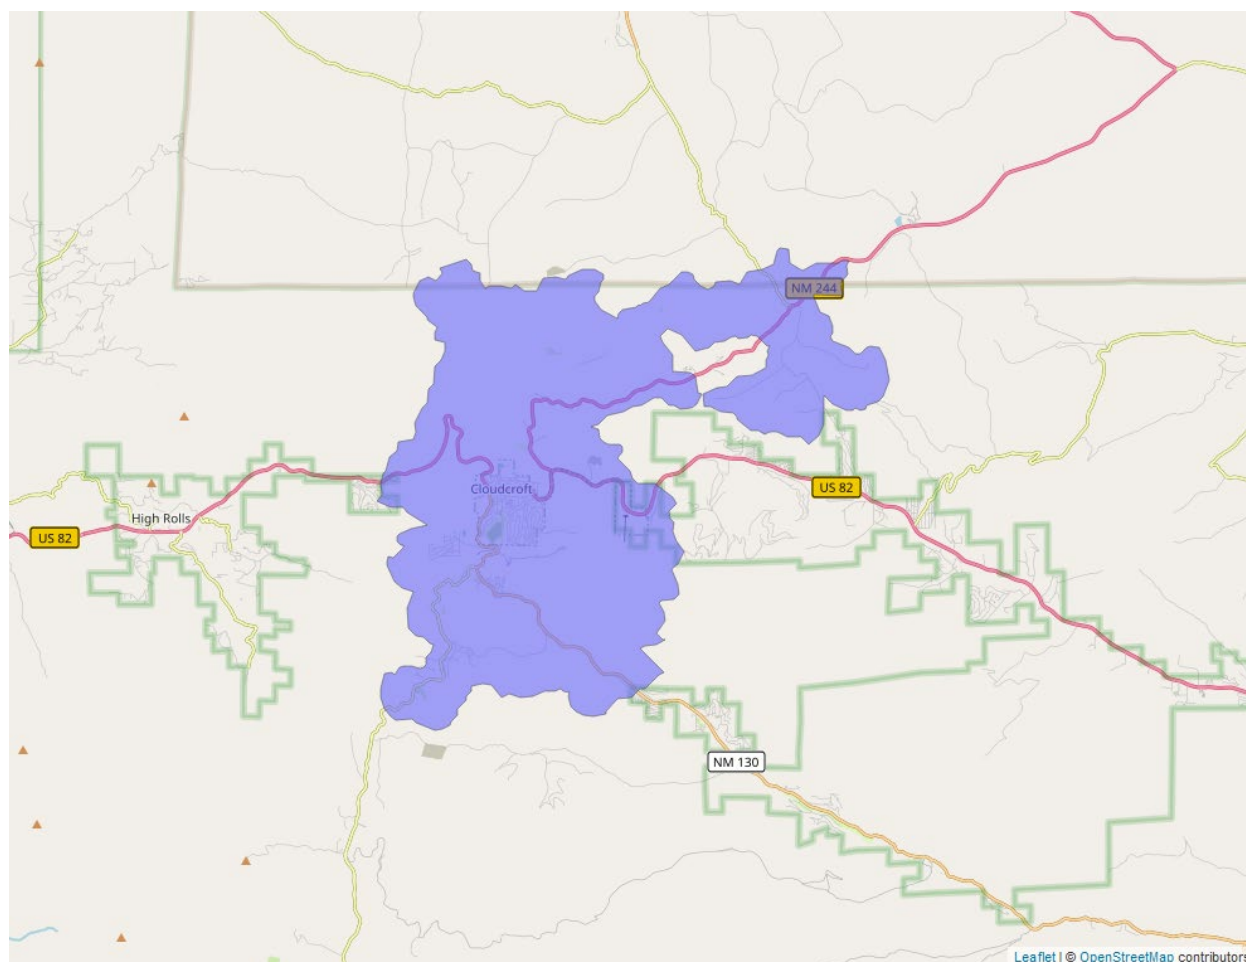 NM 244
Cloudcroft
US 82
High Rolls
US 82
NM 130
Leaflet | © OpenStreetMap contributors